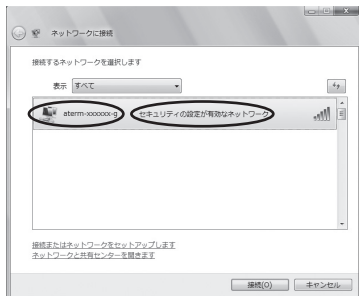 ネットワークに接続
接続するネットワークを選択します
表示 すべて
aterm-xxxxxx-g セキュリティの設定が有効なネットワーク
接続またはネットワークをセットアップします
ネットワークと共有センターを開きます
接続(O) キャンセル